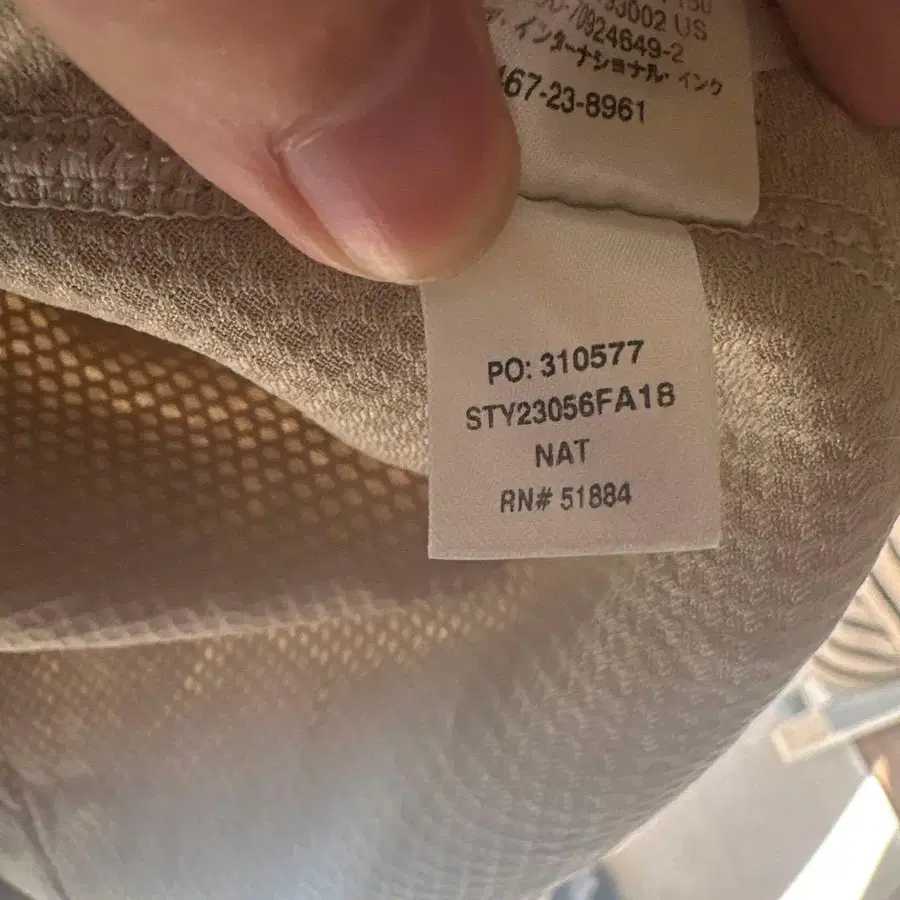 93002 US
70924649-2
インターナショナル・インク
467-23-8961
PO: 310577
STY23056FA18
NAT
RN# 51884